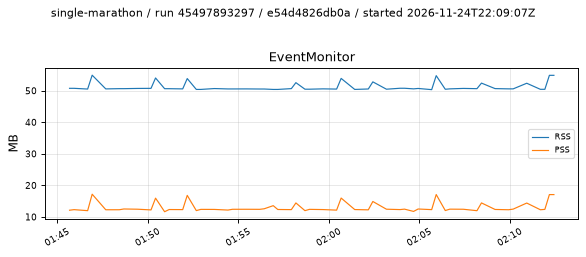 single-marathon / run 45497893297 / e54d4826db0a / started 2026-11-24T22:09:07Z
EventMonitor
MB
50
40
30
20
10
RSS
PSS
01:45
01:50
01:55
02:00
02:05
02:10